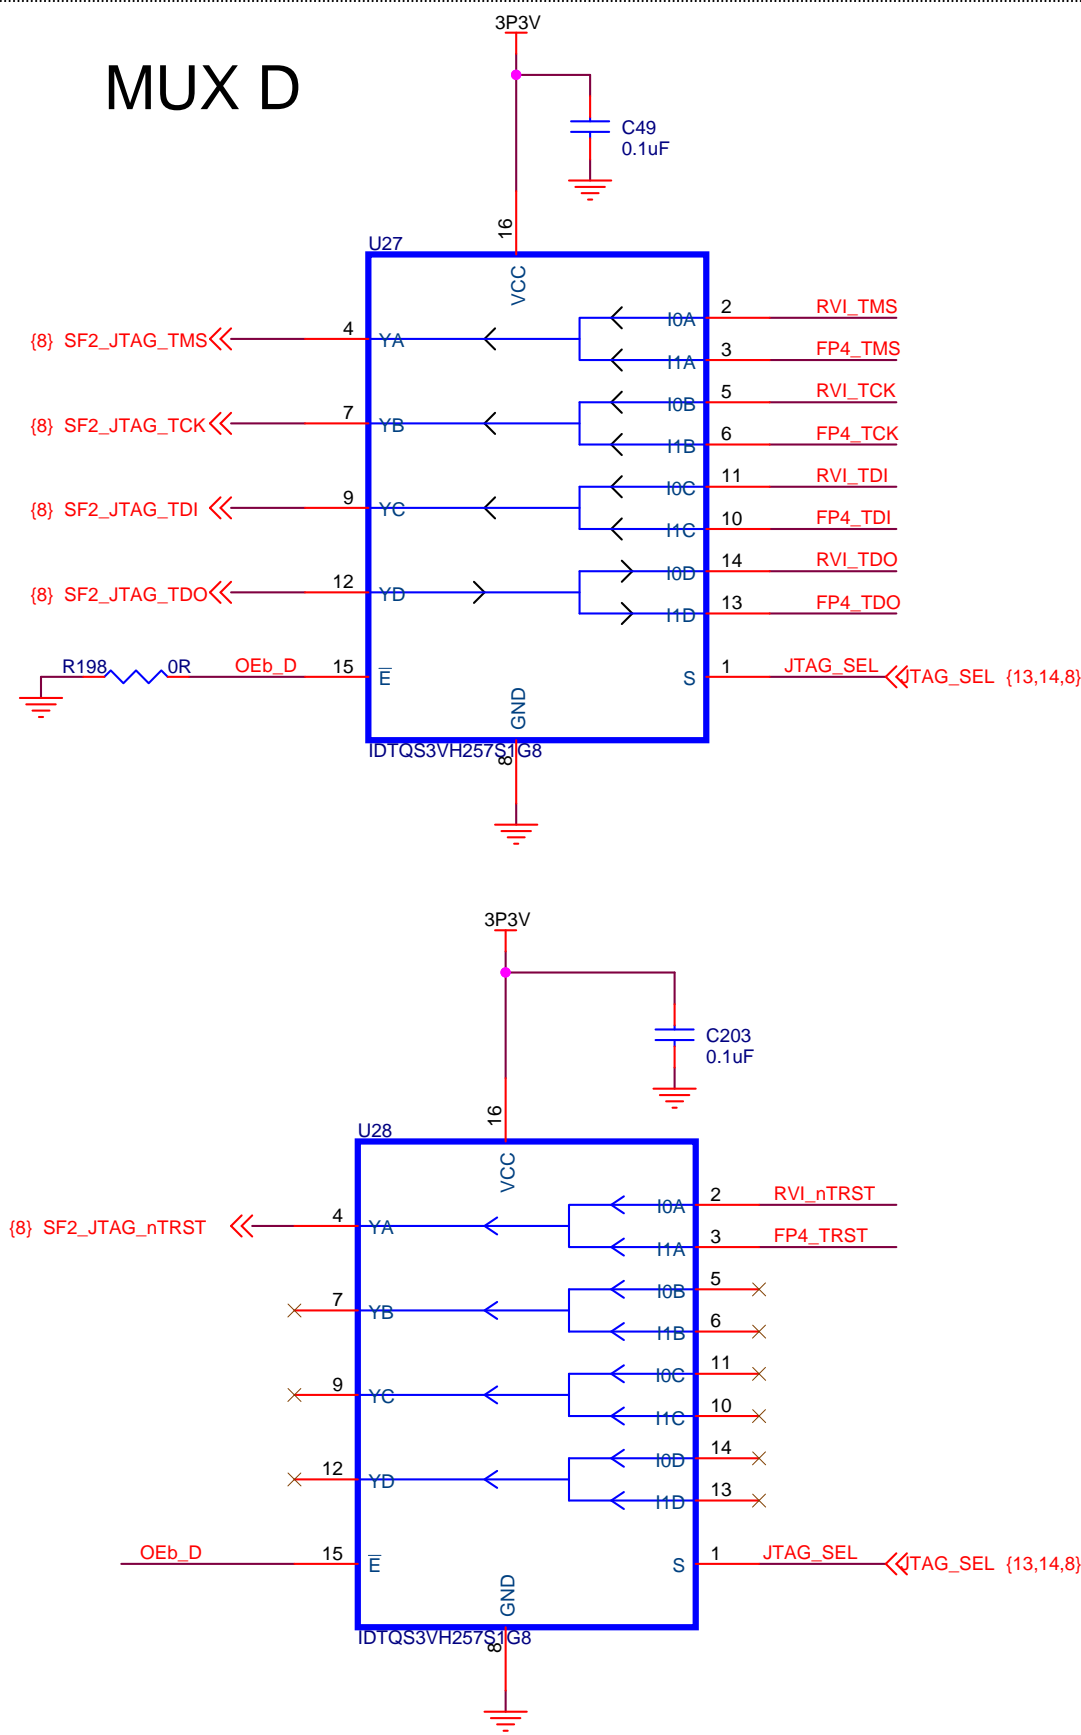 3P3V
MUX D
C49
0.1uF
16
U27
VCC
{8} SF2_JTAG_TMS
4
YA
I0A
2
RVI_TMS
I1A
3
FP4_TMS
{8} SF2_JTAG_TCK
7
YB
I0B
5
RVI_TCK
I1B
6
FP4_TCK
{8} SF2_JTAG_TDI
9
YC
I0C
11
RVI_TDI
I1C
10
FP4_TDI
{8} SF2_JTAG_TDO
12
YD
I0D
14
RVI_TDO
I1D
13
FP4_TDO
R198
0R
OEb_D
15
E
S
1
JTAG_SEL
JTAG_SEL {13,14,8}
GND
IDTQS3VH257S1G8
8
3P3V
C203
0.1uF
16
U28
VCC
{8} SF2_JTAG_nTRST
4
YA
I0A
2
RVI_nTRST
I1A
3
FP4_TRST
7
YB
I0B
5
I1B
6
9
YC
I0C
11
I1C
10
12
YD
I0D
14
I1D
13
OEb_D
15
E
S
1
JTAG_SEL
JTAG_SEL {13,14,8}
GND
IDTQS3VH257S1G8
8